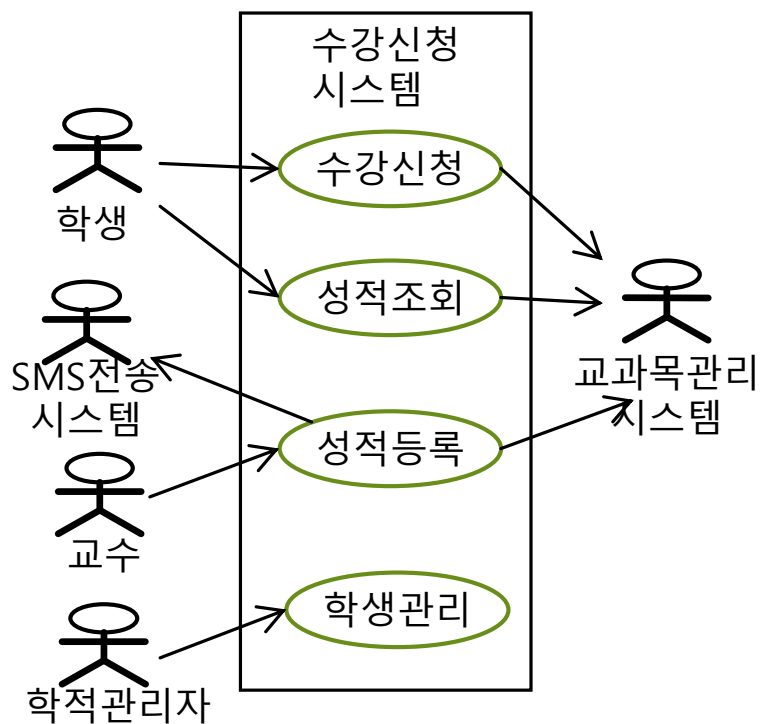 수강신청
시스템
수강신청
학생
성적조회
SMS전송
시스템
교과목관리
시스템
성적등록
교수
학생관리
학적관리자